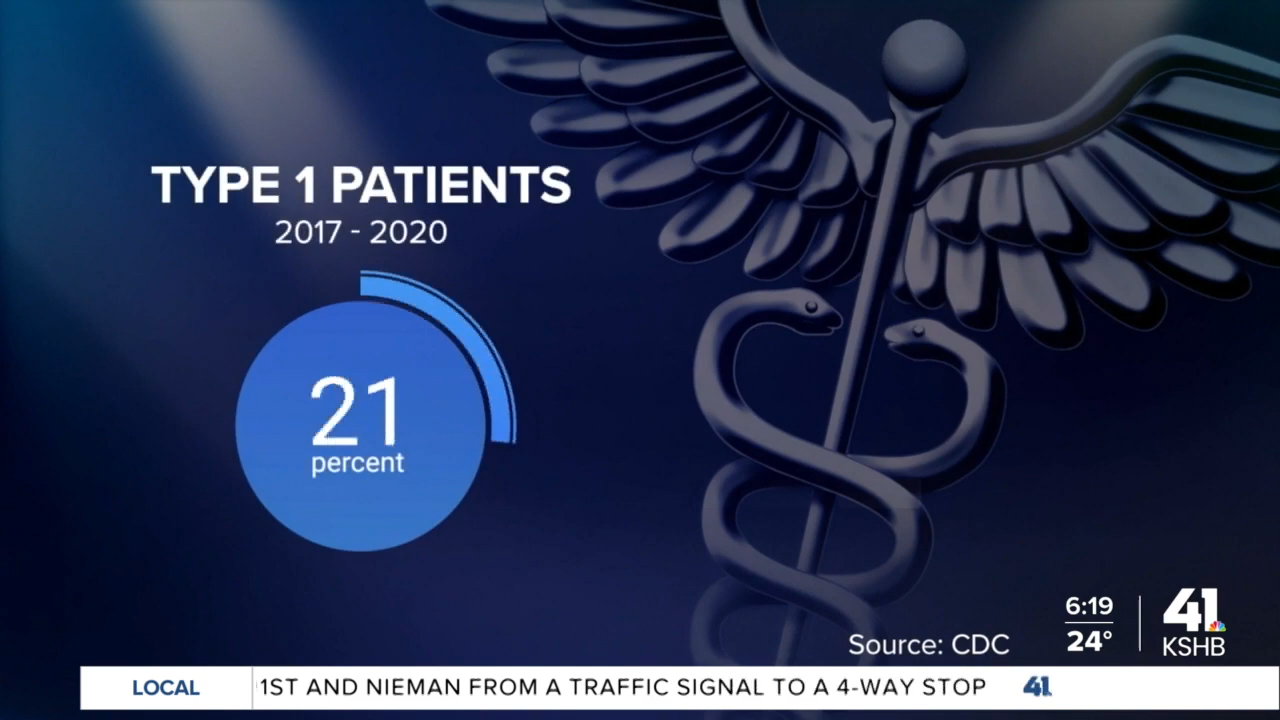 TYPE 1 PATIENTS
2017 - 2020
21
percent
Source: CDC
6:19
24°
41
KSHB
LOCAL
1ST AND NIEMAN FROM A TRAFFIC SIGNAL TO A 4-WAY STOP
41